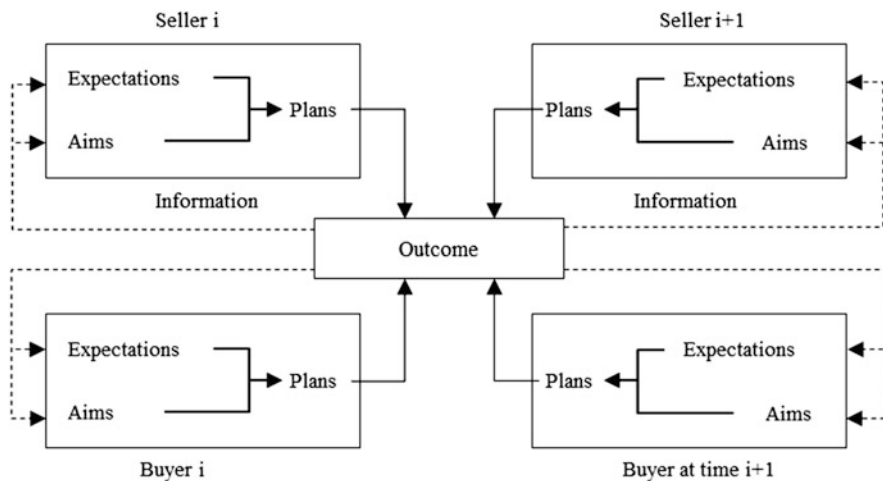 Seller i
Seller i+1
Expectations
Plans
Aims
Plans
Expectations
Aims
Information
Information
Outcome
Expectations
Plans
Aims
Plans
Expectations
Aims
Buyer i
Buyer at time i+1